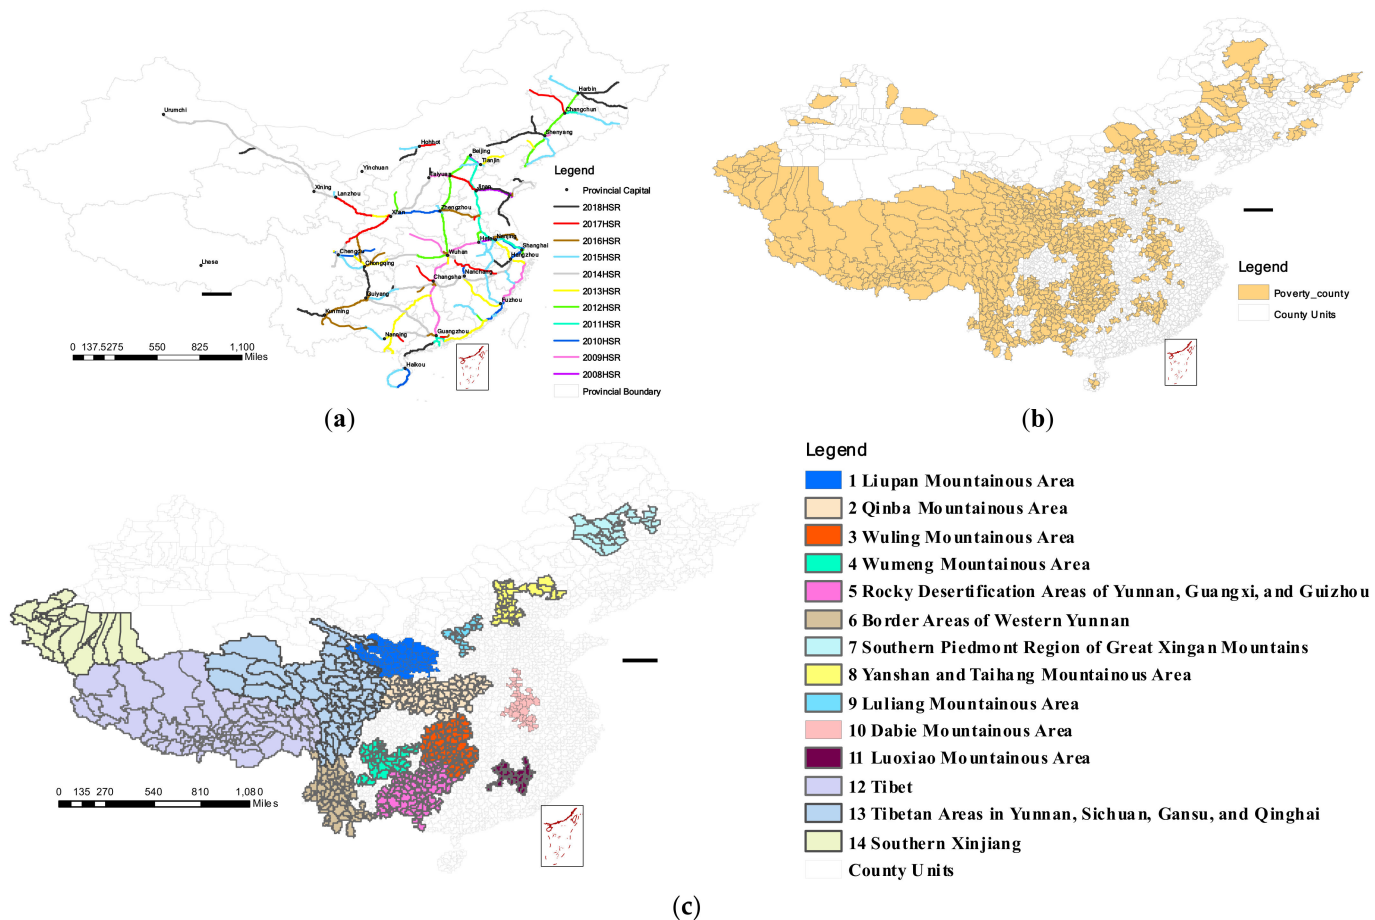 Urumchi
Harbin
Changchun
Shenyang
Hohhot
Beijing
Tianjin
Yinchuan
Taiyua
Xining
Lanzhou
Jinan
Xi'an
Zhengzhou
Hefei
Nanjing
Shanghai
Hangzhou
Chengdu
Wuhan
Lhasa
Chongqing
Nanchang
Changsha
Guiyang
Fuzhou
Kunming
Nanning
Guangzhou
Haikou
Legend
Provincial Capital
2018HSR
2017HSR
2016HSR
2015HSR
2014HSR
2013HSR
2012HSR
2011HSR
2010HSR
2009HSR
2008HSR
Provincial Boundary
0 137.5275 550 825 1,100
Miles
(a)
Legend
Poverty_county
County Units
(b)
Legend
1 Liupan Mountainous Area
2 Qinba Mountainous Area
3 Wuling Mountainous Area
4 Wumeng Mountainous Area
5 Rocky Desertification Areas of Yunnan, Guangxi, and Guizhou
6 Border Areas of Western Yunnan
7 Southern Piedmont Region of Great Xingan Mountains
8 Yanshan and Taihang Mountainous Area
9 Luliang Mountainous Area
10 Dabie Mountainous Area
11 Luoxiao Mountainous Area
12 Tibet
13 Tibetan Areas in Yunnan, Sichuan, Gansu, and Qinghai
14 Southern Xinjiang
County Units
0 135 270 540 810 1,080
Miles
(c)